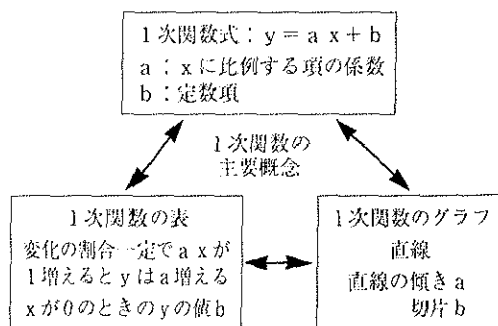 1次関数式：y＝ax＋b
a：xに比例する項の係数
b：定数項
1次関数の
主要概念
1次関数の表
変化の割合一定でaxが
1増えるとyはa増える
xが0のときのyの値b
1次関数のグラフ
直線
直線の傾きa
切片b